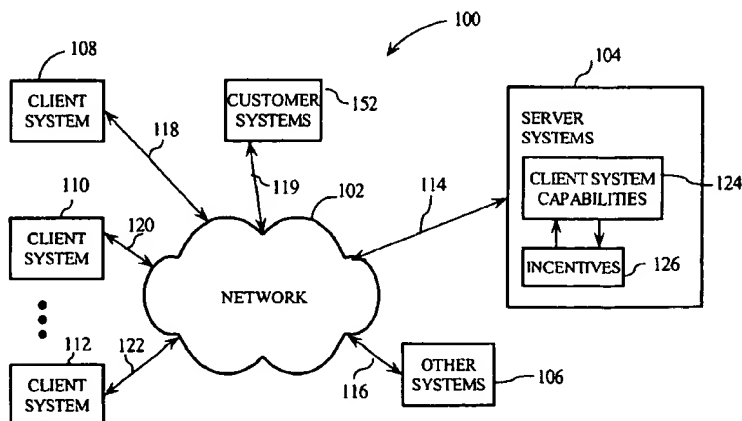 100
108
CLIENT
SYSTEM
118
CUSTOMER
SYSTEMS
152
119
104
SERVER
SYSTEMS
CLIENT SYSTEM
CAPABILITIES
124
INCENTIVES
126
102
114
110
CLIENT
SYSTEM
120
NETWORK
112
CLIENT
SYSTEM
122
116
OTHER
SYSTEMS
106